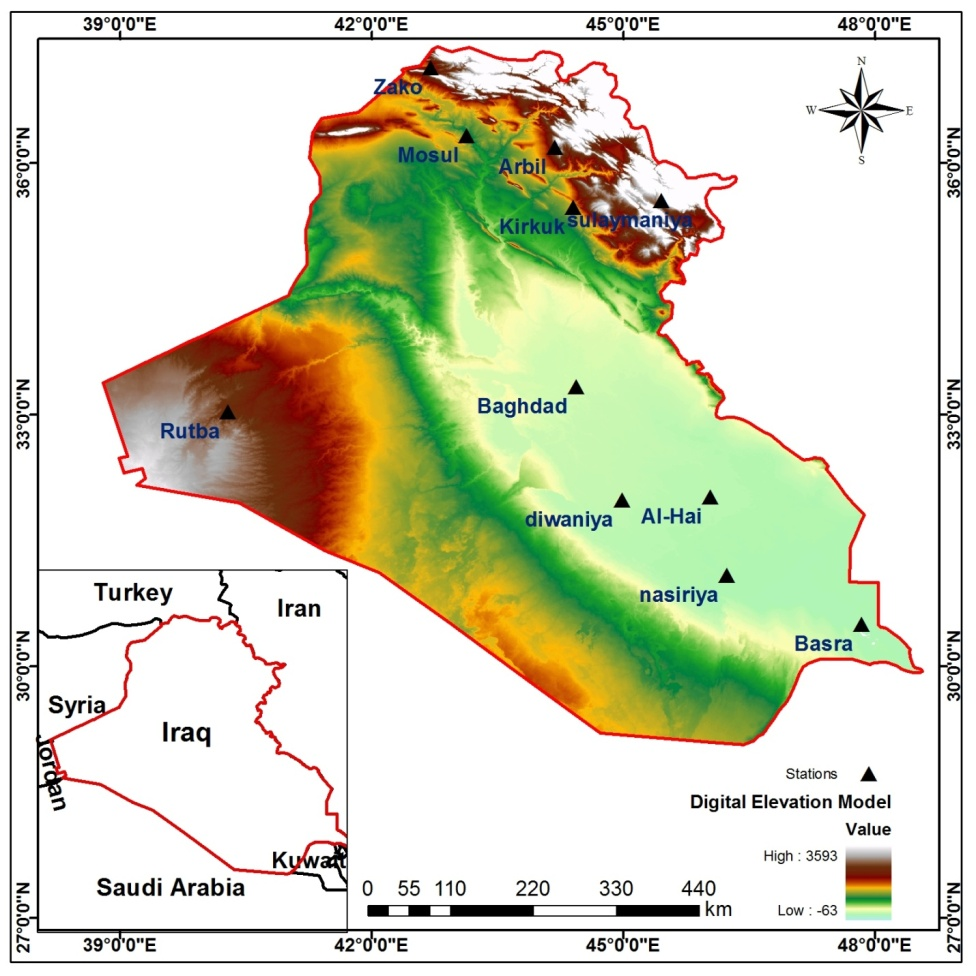 39°0'0"E 42°0'0"E 45°0'0"E 48°0'0"E
N
W E
S
Zako
Mosul
Arbil
36°0'0"N
36°0'0"N
Kirkuk
sulaymaniya
Baghdad
33°0'0"N
33°0'0"N
Rutba
diwaniya
Al-Hai
nasiriya
Basra
30°0'0"N
30°0'0"N
Turkey
Iran
Syria
Iraq
Jordan
Kuwait
Saudi Arabia
Stations
Digital Elevation Model
Value
High : 3593
Low : -63
0 55 110 220 330 440
km
27°0'0"N
27°0'0"N
39°0'0"E 42°0'0"E 45°0'0"E 48°0'0"E